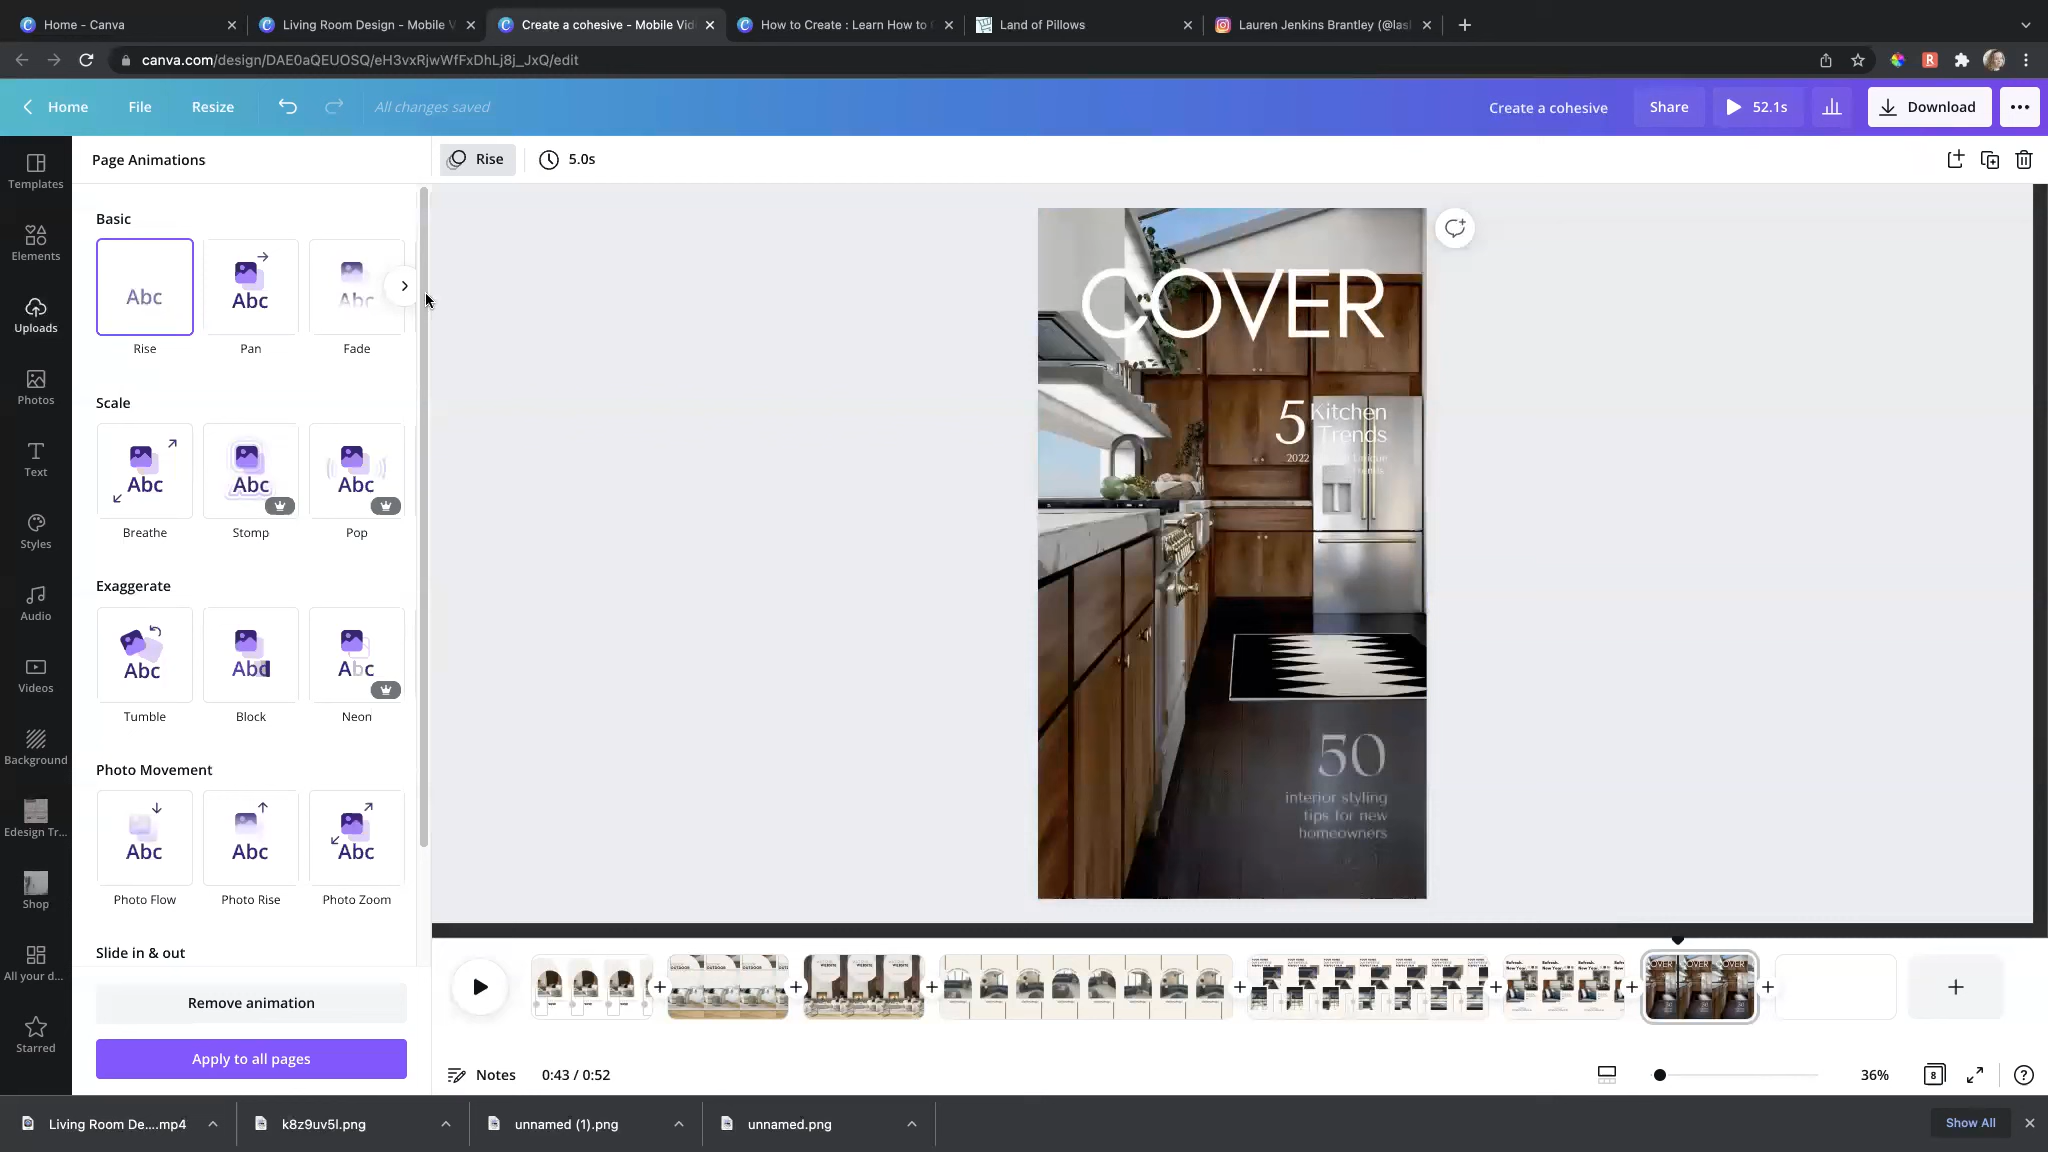 Home - Canva
Living Room Design - Mobile V
Create a cohesive - Mobile Vid
How to Create : Learn How to
Land of Pillows
Lauren Jenkins Brantley (@las
canva.com/design/DAE0aQEUOSQ/eH3vxRjwWfFxDhLj8j_JxQ/edit
Home
File
Resize
All changes saved
Create a cohesive
Share
52.1s
Download
Page Animations
Rise
5.0s
Templates
Elements
Uploads
Photos
Text
Styles
Audio
Videos
Background
Edesign Tr...
Shop
All your d...
Starred
Basic
Abc
Abc
Abc
Rise
Pan
Fade
Scale
Abc
Abc
Abc
Breathe
Stomp
Pop
Exaggerate
Abc
Abc
Abc
Tumble
Block
Neon
Photo Movement
Abc
Abc
Abc
Photo Flow
Photo Rise
Photo Zoom
Slide in & out
Remove animation
Apply to all pages
COVER
5 Kitchen
Trends
2022
50
interior styling
tips for new
homeowners
Notes
0:43 / 0:52
36%
8
Living Room De....mp4
k8z9uv5l.png
unnamed (1).png
unnamed.png
Show All